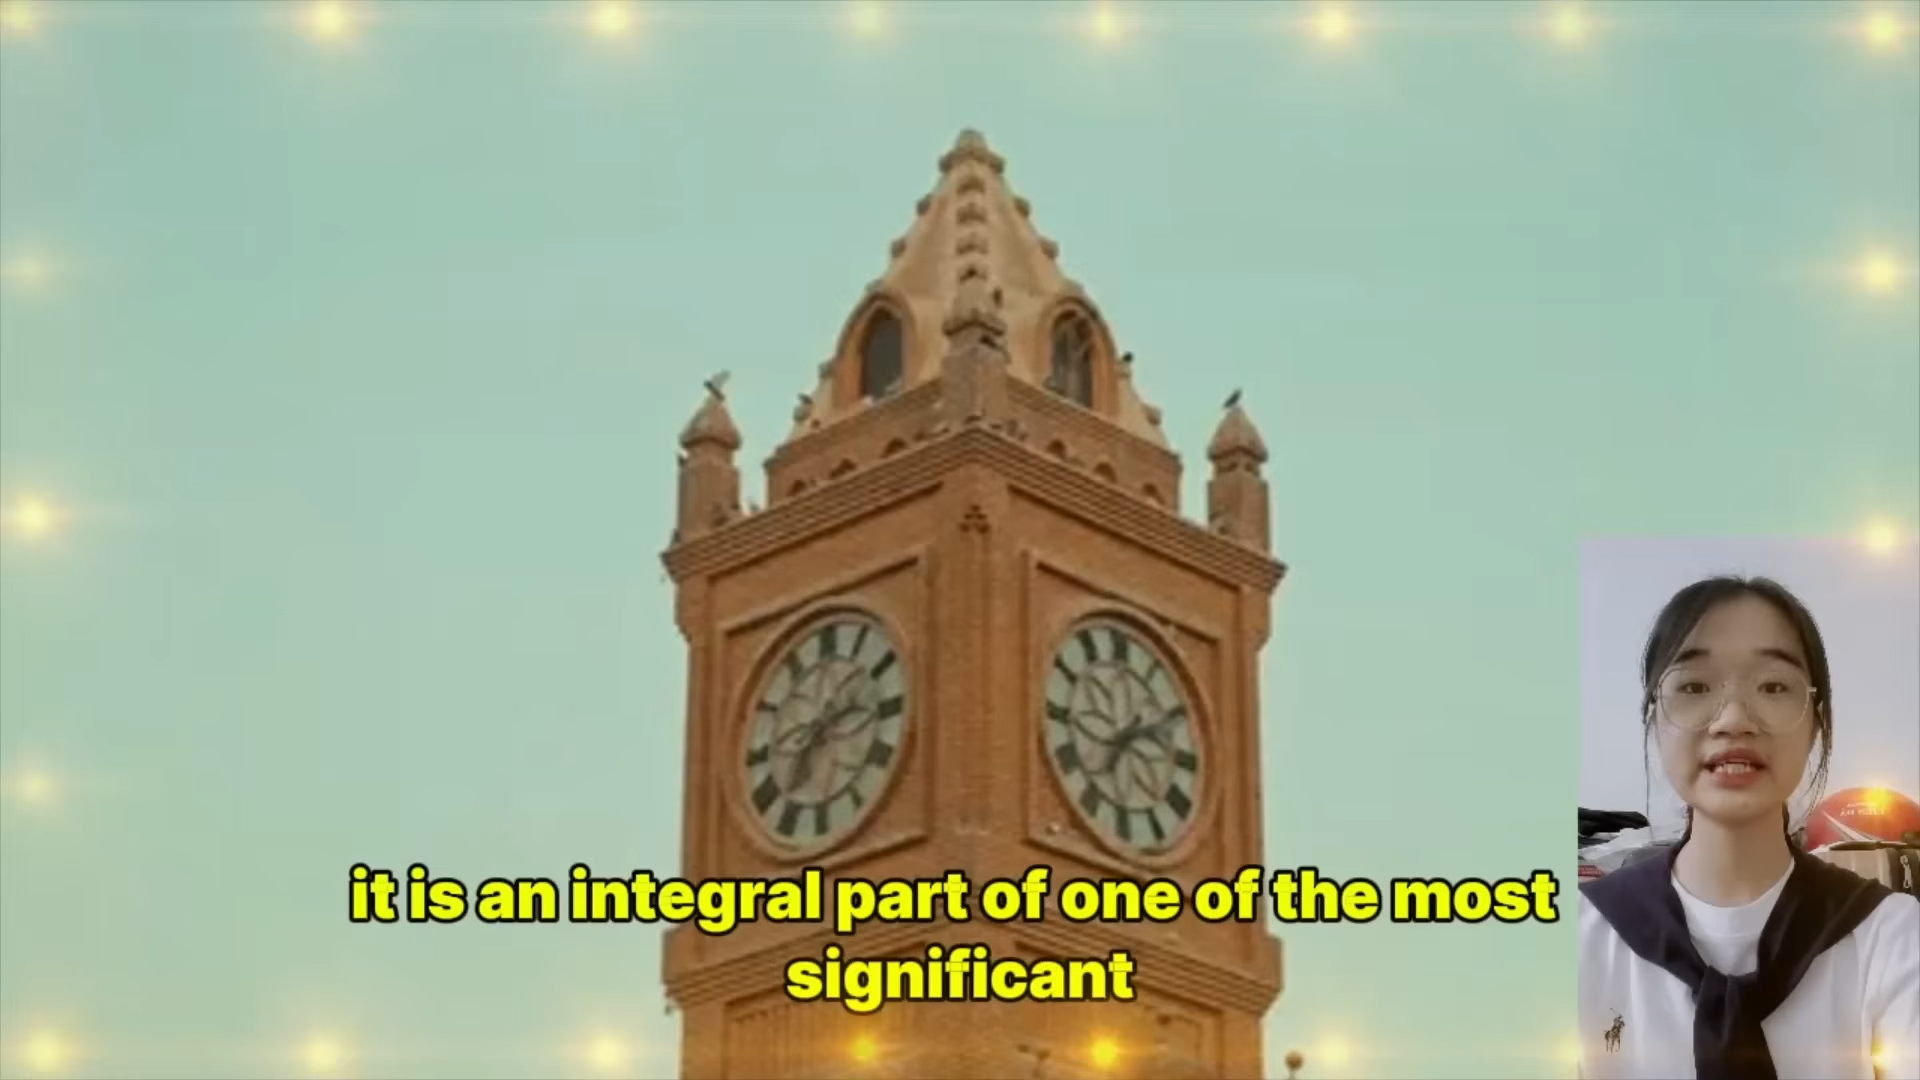 it is an integral part of one of the most
significant